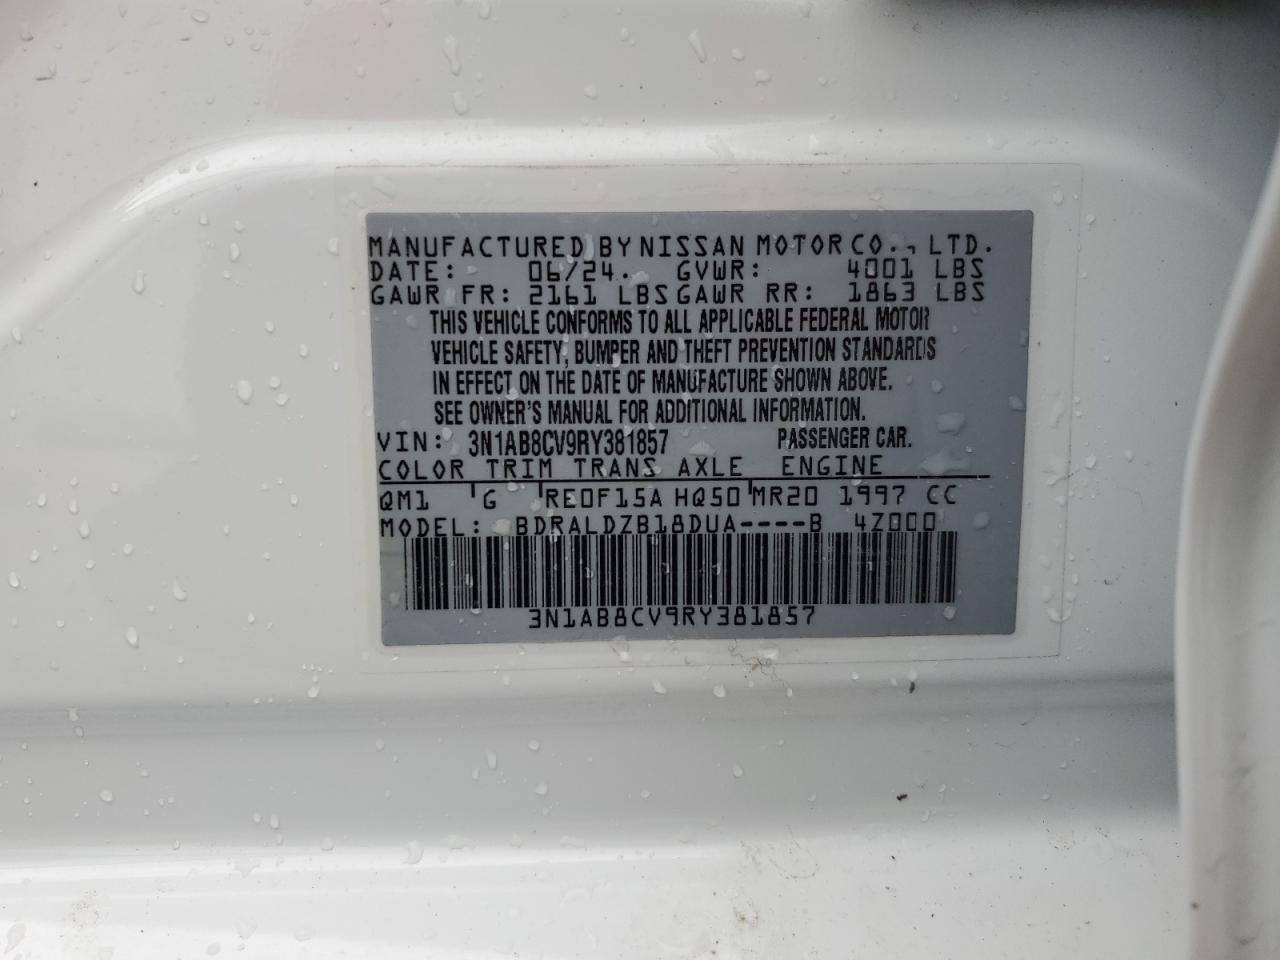 MANUFACTURED BY NISSAN MOTOR CO., LTD.
DATE: 06/24. GVWR: 4001 LBS
GAWR FR: 2161 LBS GAWR RR: 1863 LBS
THIS VEHICLE CONFORMS TO ALL APPLICABLE FEDERAL MOTOR
VEHICLE SAFETY, BUMPER AND THEFT PREVENTION STANDARDS
IN EFFECT ON THE DATE OF MANUFACTURE SHOWN ABOVE.
SEE OWNER'S MANUAL FOR ADDITIONAL INFORMATION.
VIN: 3N1AB8CV9RY381857 PASSENGER CAR.
COLOR TRIM TRANS AXLE ENGINE
QM1 G RE0F15A HQ50 MR20 1997 CC
MODEL: BDRALDZB18DUA----B 4Z000
3N1AB8CV9RY381857